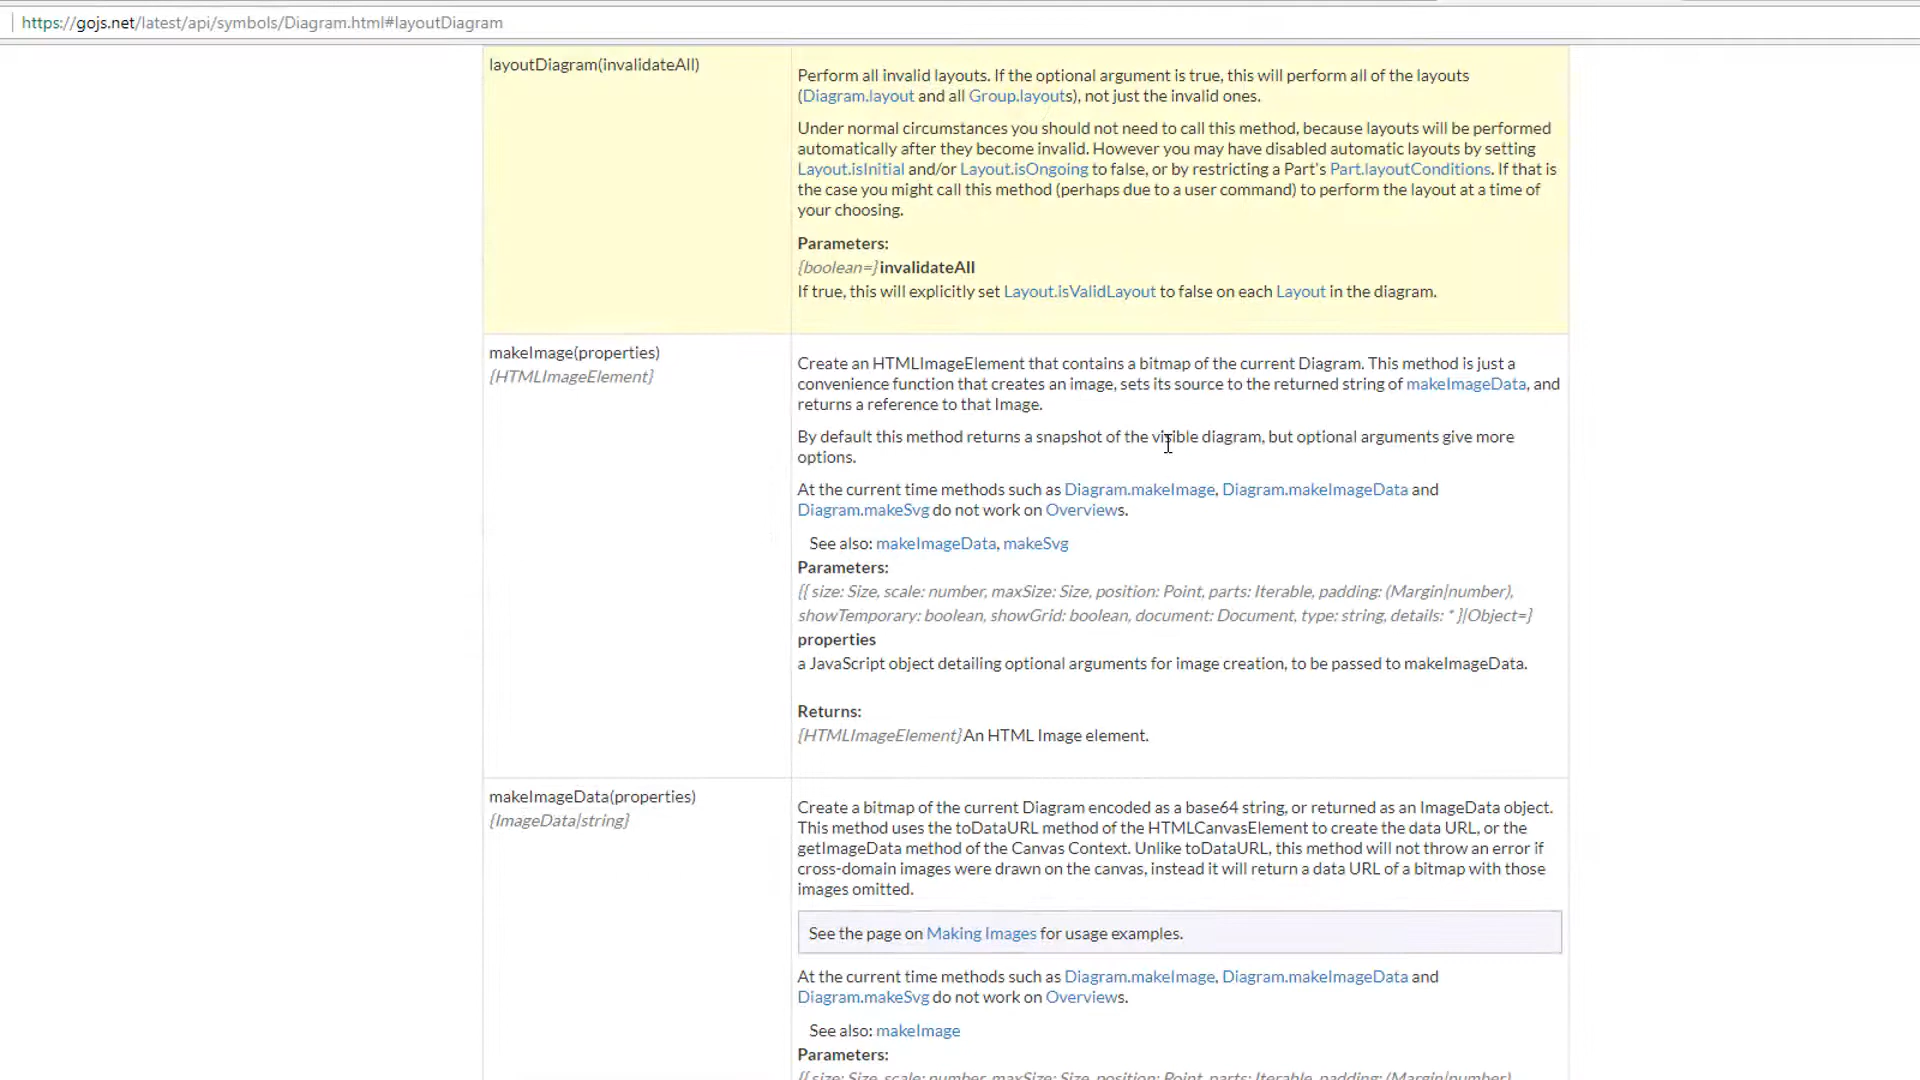 https://gojs.net/latest/api/symbols/Diagram.html#layoutDiagram
layoutDiagram(invalidateAll)
Perform all invalid layouts. If the optional argument is true, this will perform all of the layouts
(Diagram.layout and all Group.layouts), not just the invalid ones.
Under normal circumstances you should not need to call this method, because layouts will be performed
automatically after they become invalid. However you may have disabled automatic layouts by setting
Layout.isInitial and/or Layout.isOngoing to false, or by restricting a Part's Part.layoutConditions. If that is
the case you might call this method (perhaps due to a user command) to perform the layout at a time of
your choosing.
Parameters:
{boolean=}invalidateAll
If true, this will explicitly set Layout.isValidLayout to false on each Layout in the diagram.
makeImage(properties)
{HTMLImageElement}
Create an HTMLImageElement that contains a bitmap of the current Diagram. This method is just a
convenience function that creates an image, sets its source to the returned string of makeImageData, and
returns a reference to that Image.
By default this method returns a snapshot of the visible diagram, but optional arguments give more
options.
At the current time methods such as Diagram.makeImage, Diagram.makeImageData and
Diagram.makeSvg do not work on Overviews.
See also: makeImageData, makeSvg
Parameters:
{{ size: Size, scale: number, maxSize: Size, position: Point, parts: Iterable, padding: (Margin|number),
showTemporary: boolean, showGrid: boolean, document: Document, type: string, details: * }|Object=}
properties
a JavaScript object detailing optional arguments for image creation, to be passed to makeImageData.
Returns:
{HTMLImageElement}An HTML Image element.
makeImageData(properties)
{ImageData|string}
Create a bitmap of the current Diagram encoded as a base64 string, or returned as an ImageData object.
This method uses the toDataURL method of the HTMLCanvasElement to create the data URL, or the
getImageData method of the Canvas Context. Unlike toDataURL, this method will not throw an error if
cross-domain images were drawn on the canvas, instead it will return a data URL of a bitmap with those
images omitted.
See the page on Making Images for usage examples.
At the current time methods such as Diagram.makeImage, Diagram.makeImageData and
Diagram.makeSvg do not work on Overviews.
See also: makeImage
Parameters:
{{ size: Size, scale: number, maxSize: Size, position: Point, parts: Iterable, padding: (Margin|number),